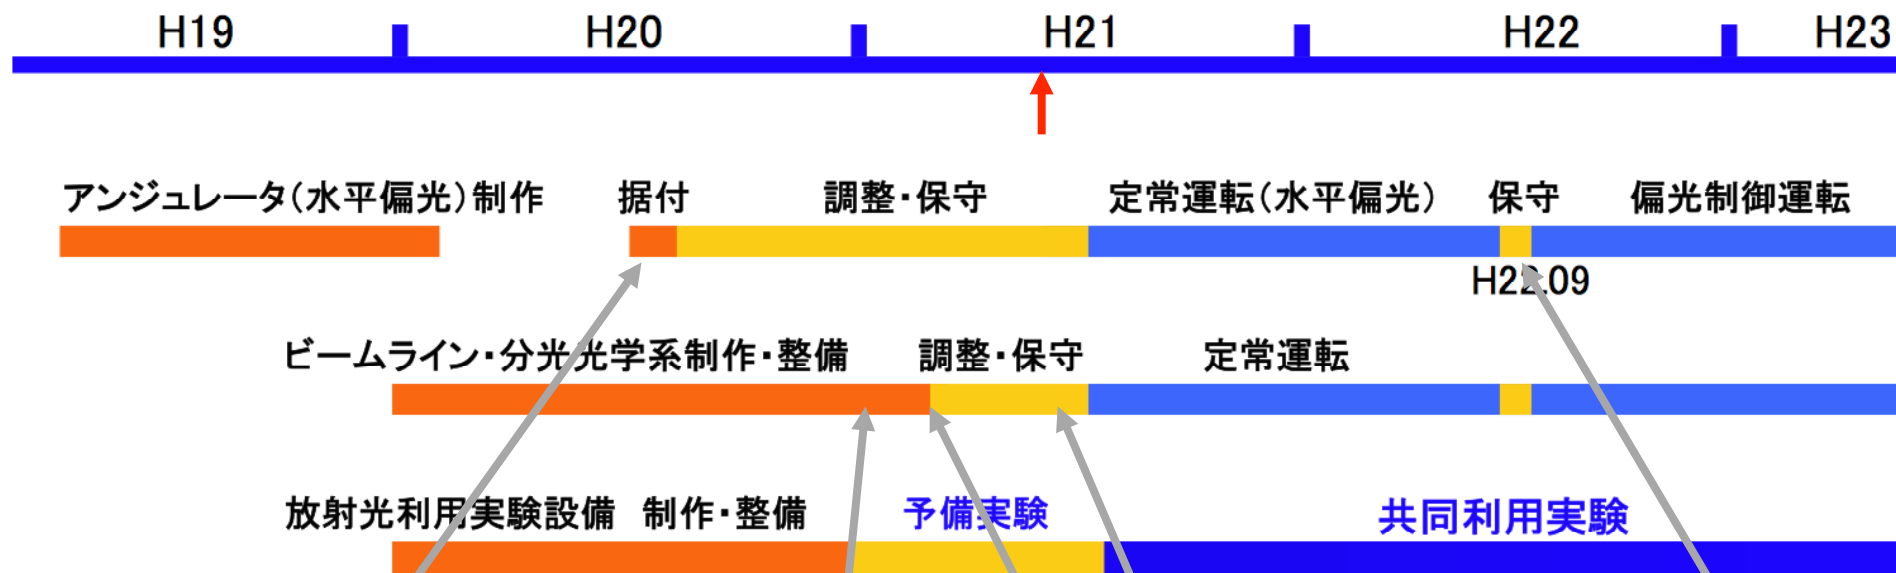 H19 H20 H21 H22 H23
アンジュレータ(水平偏光)制作 据付 調整・保守 定常運転(水平偏光) 保守 偏光制御運転
H22.09
ビームライン・分光光学系制作・整備 調整・保守 定常運転
放射光利用実験設備 制作・整備 予備実験 共同利用実験